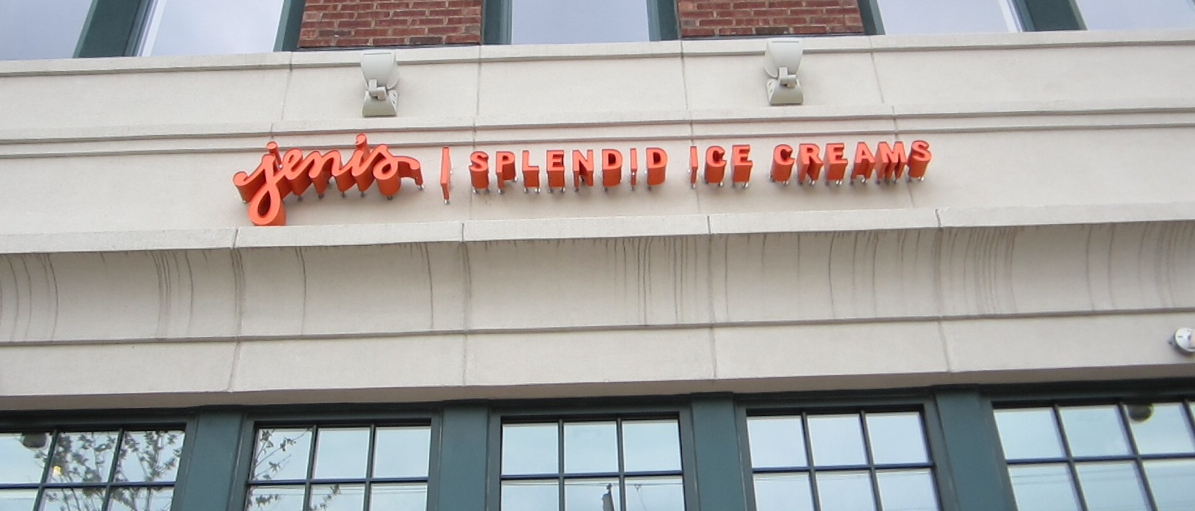 jenis | SPLENDID ICE CREAMS